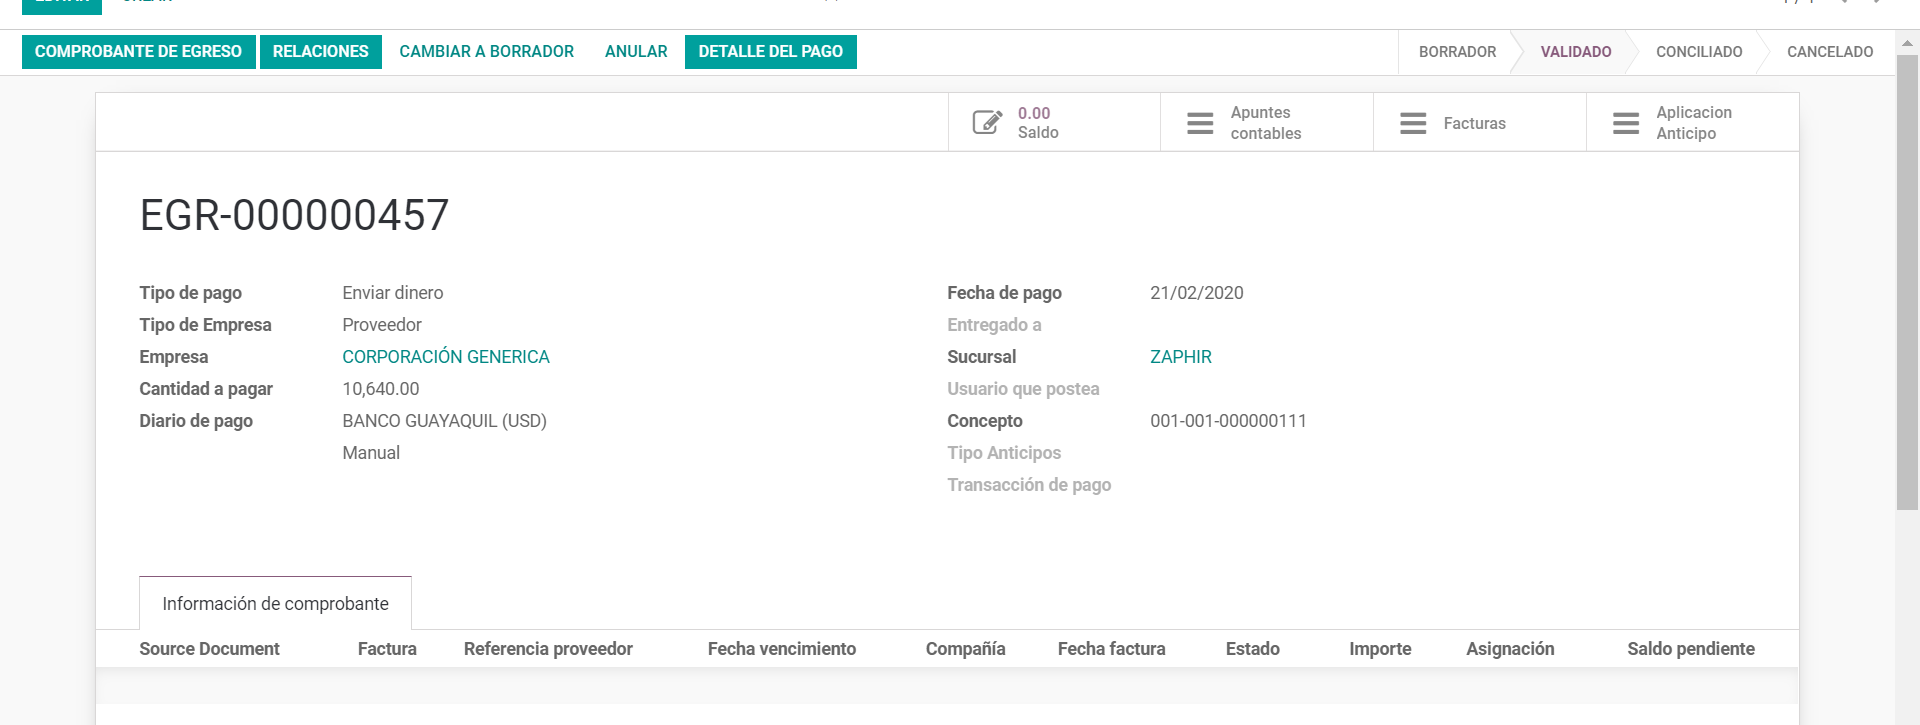 COMPROBANTE DE EGRESO RELACIONES CAMBIAR A BORRADOR ANULAR DETALLE DEL PAGO BORRADOR VALIDADO CONCILIADO CANCELADO
0.00
Saldo
Apuntes
contables
Facturas
Aplicacion
Anticipo
EGR-000000457
Tipo de pago Enviar dinero
Tipo de Empresa Proveedor
Empresa CORPORACIÓN GENERICA
Cantidad a pagar 10,640.00
Diario de pago BANCO GUAYAQUIL (USD)
Manual
Fecha de pago 21/02/2020
Entregado a
Sucursal ZAPHIR
Usuario que postea
Concepto 001-001-000000111
Tipo Anticipos
Transacción de pago
Información de comprobante
Source Document Factura Referencia proveedor Fecha vencimiento Compañía Fecha factura Estado Importe Asignación Saldo pendiente